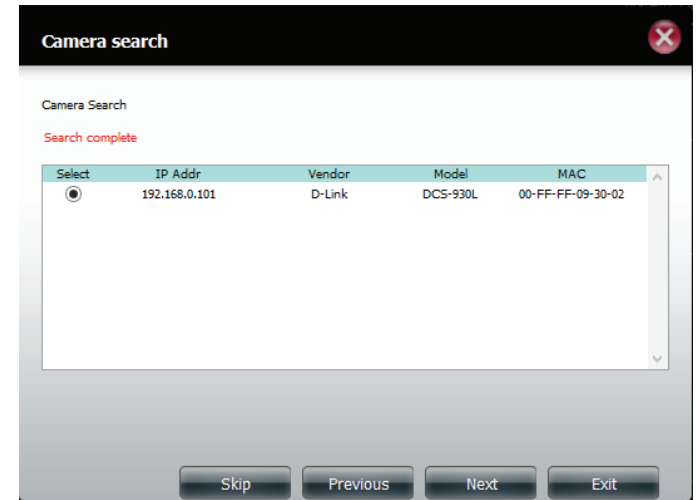 Camera search
Camera Search
Search complete
Select IP Addr Vendor Model MAC
192.168.0.101 D-Link DCS-930L 00-FF-FF-09-30-02
Skip Previous Next Exit